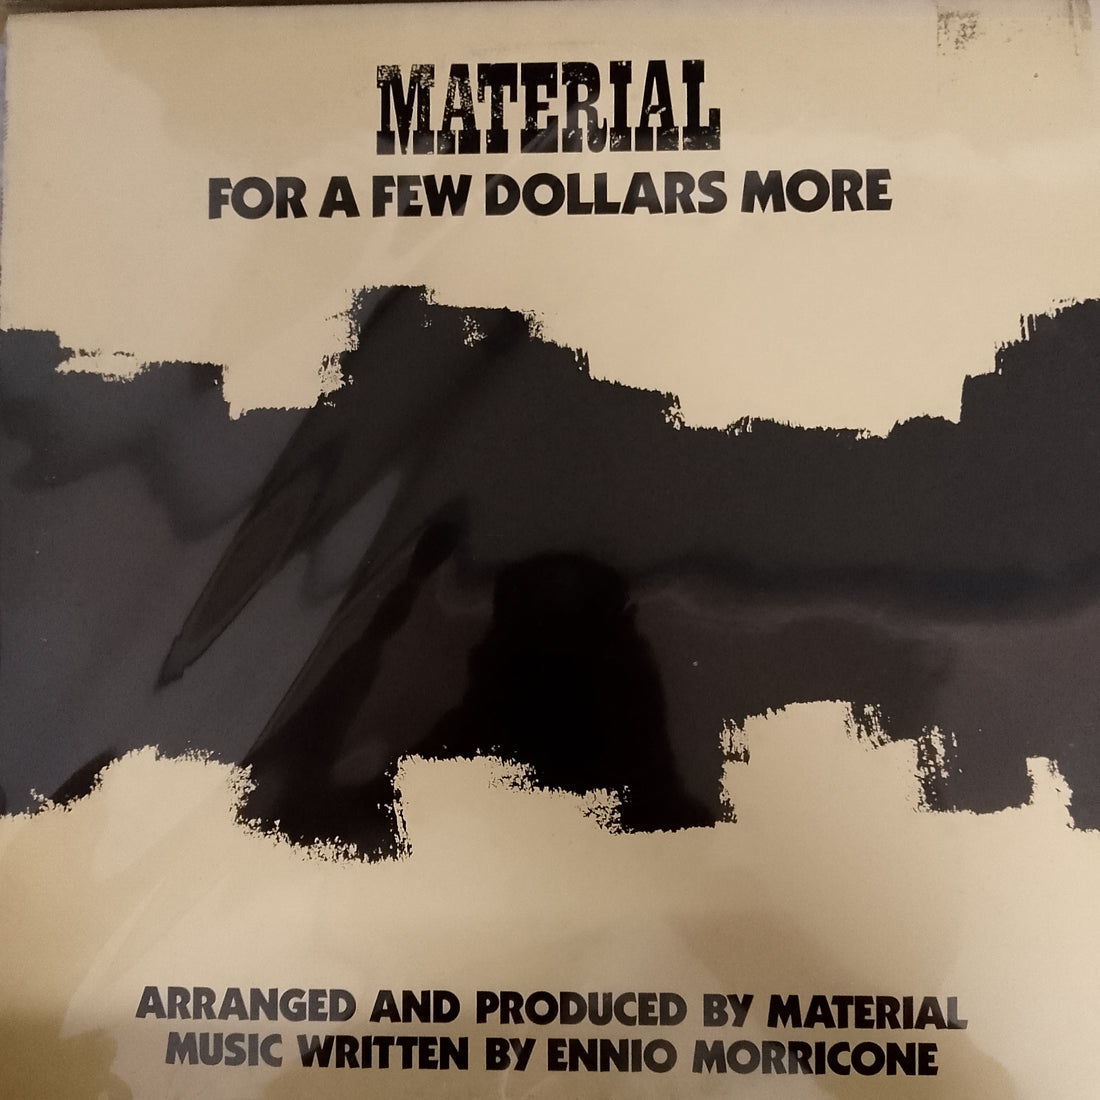 MATERIAL
FOR A FEW DOLLARS MORE
ARRANGED AND PRODUCED BY MATERIAL
MUSIC WRITTEN BY ENNIO MORRICONE